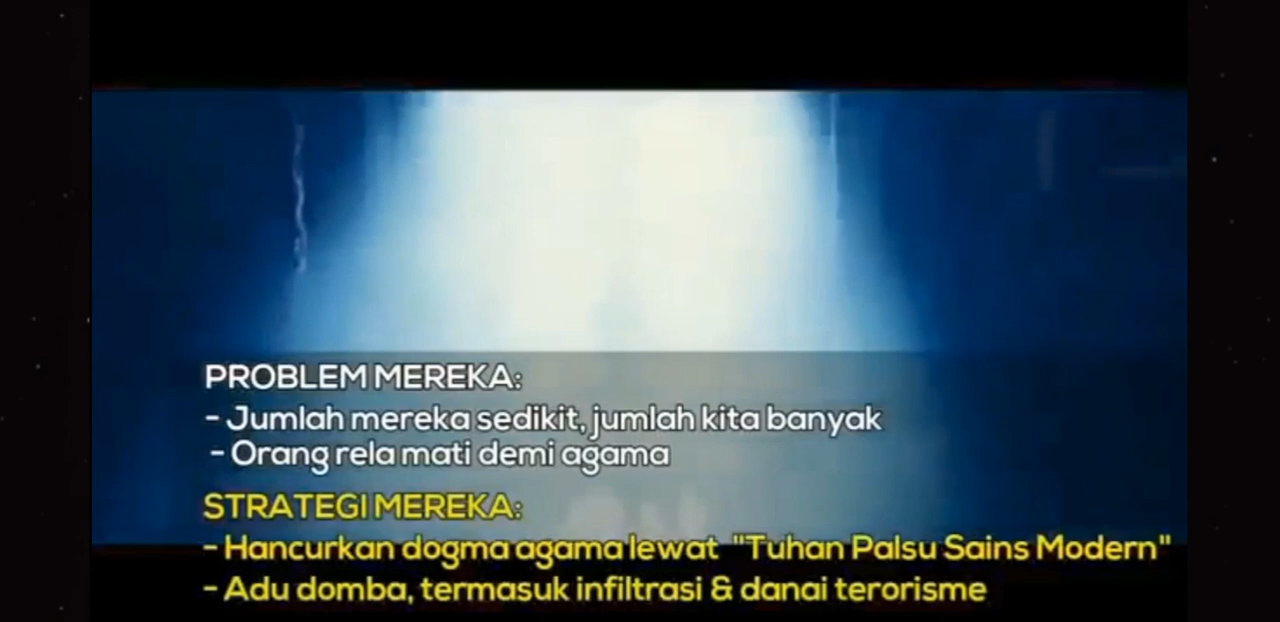 PROBLEM MEREKA:
- Jumlah mereka sedikit, jumlah kita banyak
- Orang rela mati demi agama
STRATEGI MEREKA:
- Hancurkan dogma agama lewat "Tuhan Palsu Sains Modern"
- Adu domba, termasuk infiltrasi & danai terorisme